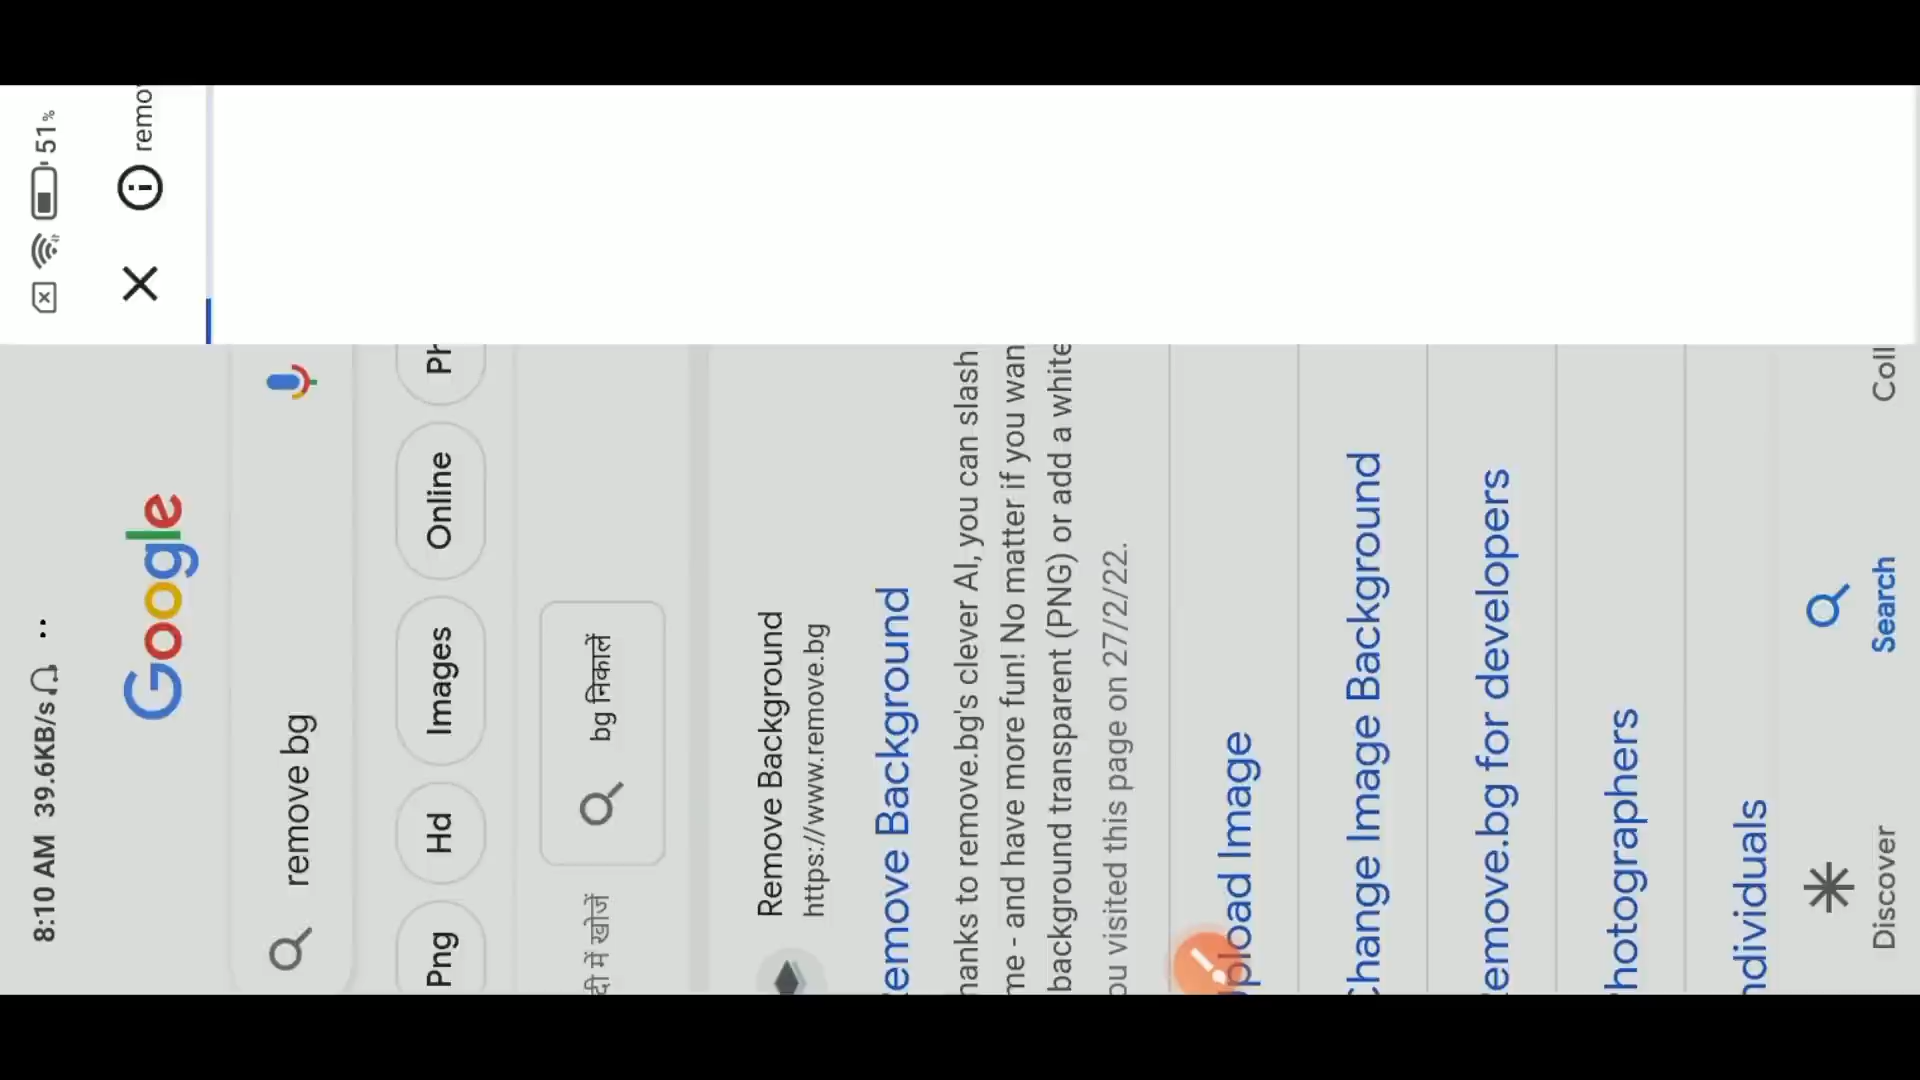 8:10 AM 39.6KB/s
51%
Google
remove bg
Png Hd Images Online
में खोजें
bg निकालें
Remove Background
https://www.remove.bg
emove Background
hanks to remove.bg's clever AI, you can slash
me - and have more fun! No matter if you wan
background transparent (PNG) or add a white
ou visited this page on 27/2/22.
pload Image
Change Image Background
emove.bg for developers
hotographers
ndividuals
Discover Search Coll
remo